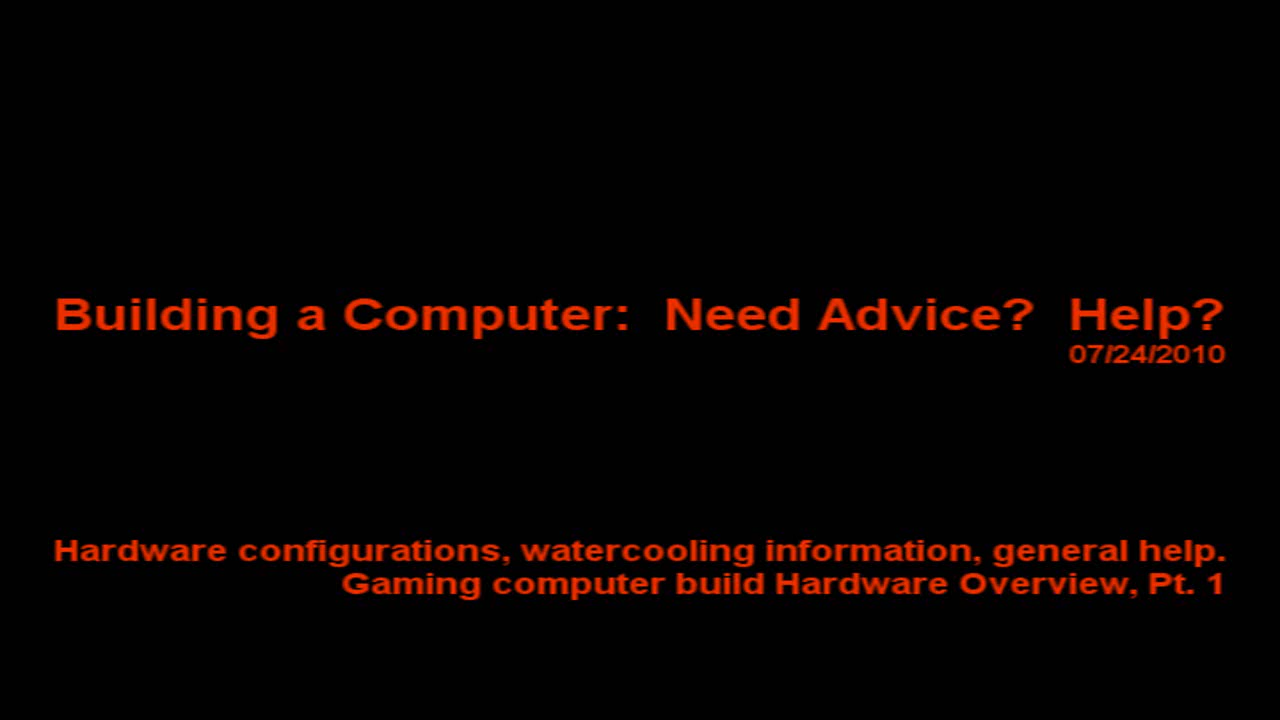 Building a Computer:  Need Advice?  Help?
07/24/2010
Hardware configurations, watercooling information, general help.
Gaming computer build Hardware Overview, Pt. 1